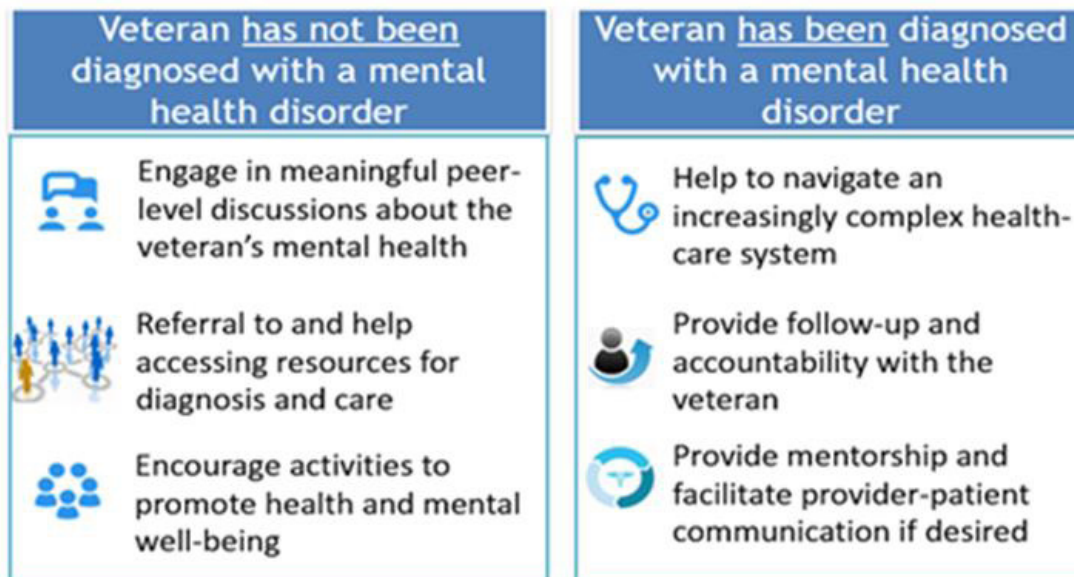 Veteran has not been
diagnosed with a mental
health disorder
Engage in meaningful peer-
level discussions about the
veteran’s mental health
Referral to and help
accessing resources for
diagnosis and care
Encourage activities to
promote health and mental
well-being
Veteran has been diagnosed
with a mental health
disorder
Help to navigate an
increasingly complex health-
care system
Provide follow-up and
accountability with the
veteran
Provide mentorship and
facilitate provider-patient
communication if desired